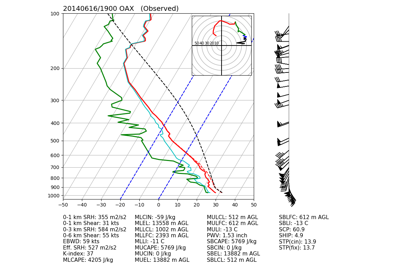 20140616/1900 OAX (Observed)
100
200
300
400
500
600
700
800
900
1000
−50 −40 −30 −20 −10 0 10 20 30 40 50
0-1 km SRH: 355 m2/s2 MLCIN: -59 J/kg MULCL: 512 m AGL SBLFC: 612 m AGL
0-1 km Shear: 31 kts MLEL: 13558 m AGL MULFC: 512 m AGL SBLI: -13 C
0-3 km SRH: 584 m2/s2 MLLCL: 1002 m AGL MULI: -13 C SCP: 60.9
0-6 km Shear: 55 kts MLLFC: 2393 m AGL PW: 1.53 inch SHIP: 4.9
EBWD: 59 kts MLLI: -11 C SBCAPE: 5769 J/kg STP(cin): 13.9
Eff. SRH: 527 m2/s2 MUCAPE: 5769 J/kg SBCIN: 0 J/kg STP(fix): 13.7
K-index: 37 MUCIN: 0 J/kg SBEL: 13882 m AGL
MLCAPE: 4205 J/kg MUEL: 13882 m AGL SBLCL: 512 m AGL